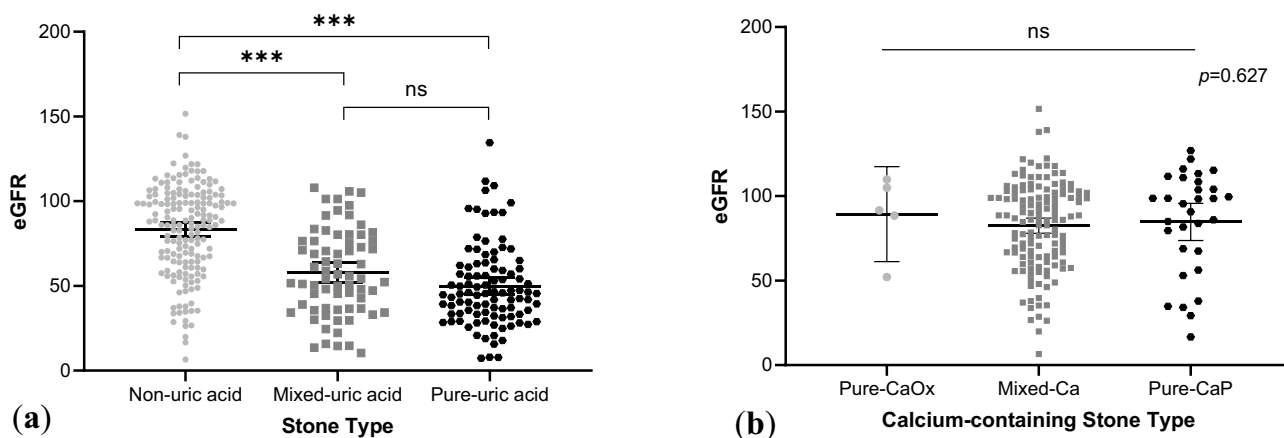 200
150
100
50
0
eGFR
***
***
ns
Non-uric acid Mixed-uric acid Pure-uric acid
Stone Type
(a)
200
150
100
50
0
eGFR
ns
p=0.627
Pure-CaOx Mixed-Ca Pure-CaP
Calcium-containing Stone Type
(b)